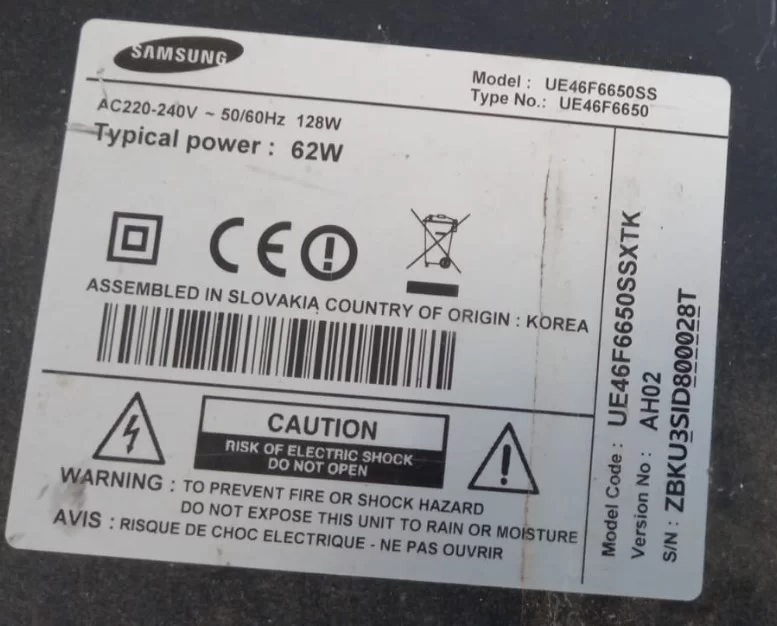 SAMSUNG
Model : UE46F6650SS
Type No.: UE46F6650
AC220-240V ~ 50/60Hz 128W
Typical power : 62W
CE
ASSEMBLED IN SLOVAKIA COUNTRY OF ORIGIN : KOREA
CAUTION
RISK OF ELECTRIC SHOCK
DO NOT OPEN
WARNING : TO PREVENT FIRE OR SHOCK HAZARD
DO NOT EXPOSE THIS UNIT TO RAIN OR MOISTURE
AVIS : RISQUE DE CHOC ELECTRIQUE - NE PAS OUVRIR
Model Code : UE46F6650SSXTK
Version No : AH02
S/N : ZBKU3SID800028T